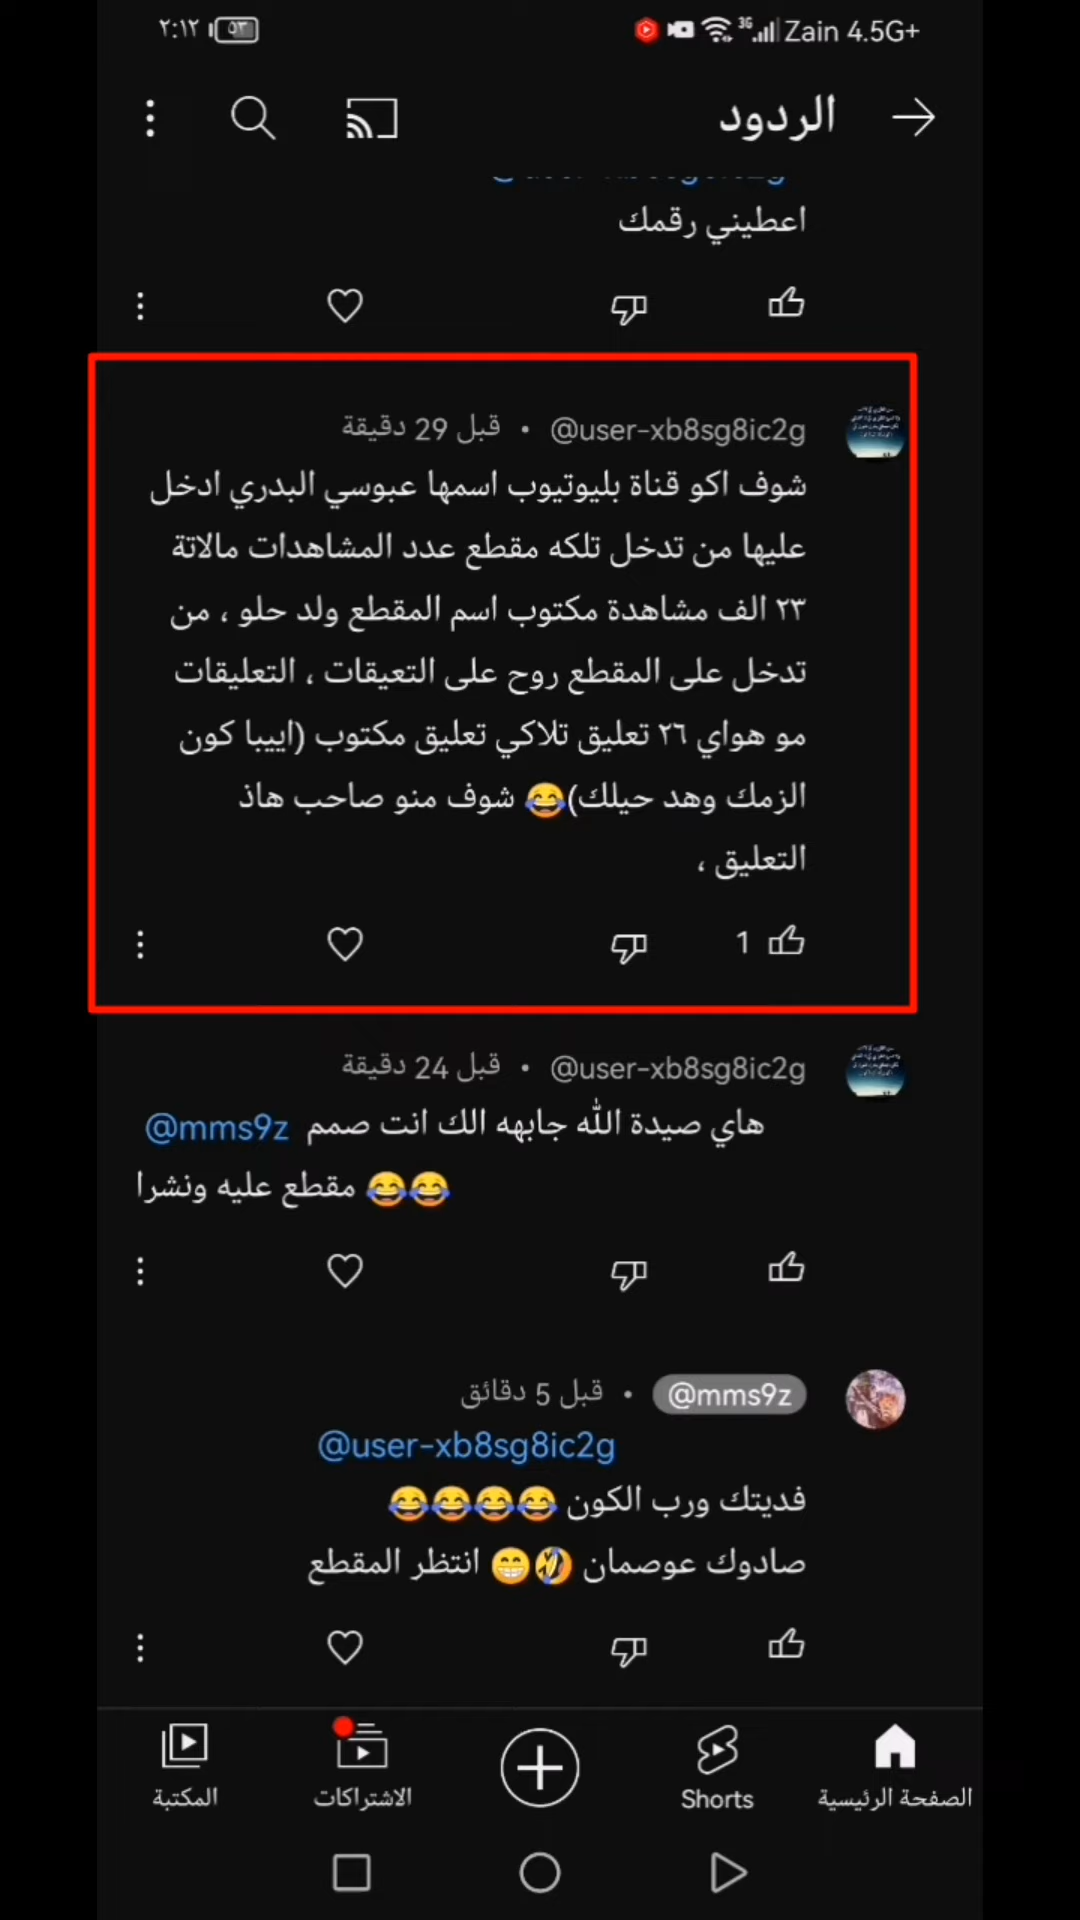 ٢:١٢ ٥٣ 3G Zain 4.5G+
الردود
اعطيني رقمك
@user-xb8sg8ic2g • قبل 29 دقيقة
شوف اكو قناة بليوتيوب اسمها عبوسي البدري ادخل
عليها من تدخل تلكه مقطع عدد المشاهدات مالاتة
٢٣ الف مشاهدة مكتوب اسم المقطع ولد حلو ، من
تدخل على المقطع روح على التعيقات ، التعليقات
مو هواي ٢٦ تعليق تلاكي تعليق مكتوب (اييبا كون
الزمك وهد حيلك)😂 شوف منو صاحب هاذ
التعليق ،
1
@user-xb8sg8ic2g • قبل 24 دقيقة
@mms9z هاي صيدة الله جابهه الك انت صمم
مقطع عليه ونشرا 😂😂
@mms9z • قبل 5 دقائق
@user-xb8sg8ic2g
فديتك ورب الكون 😂😂😂😂
صادوك عوصمان 🤣😁 انتظر المقطع
الصفحة الرئيسية Shorts الاشتراكات المكتبة